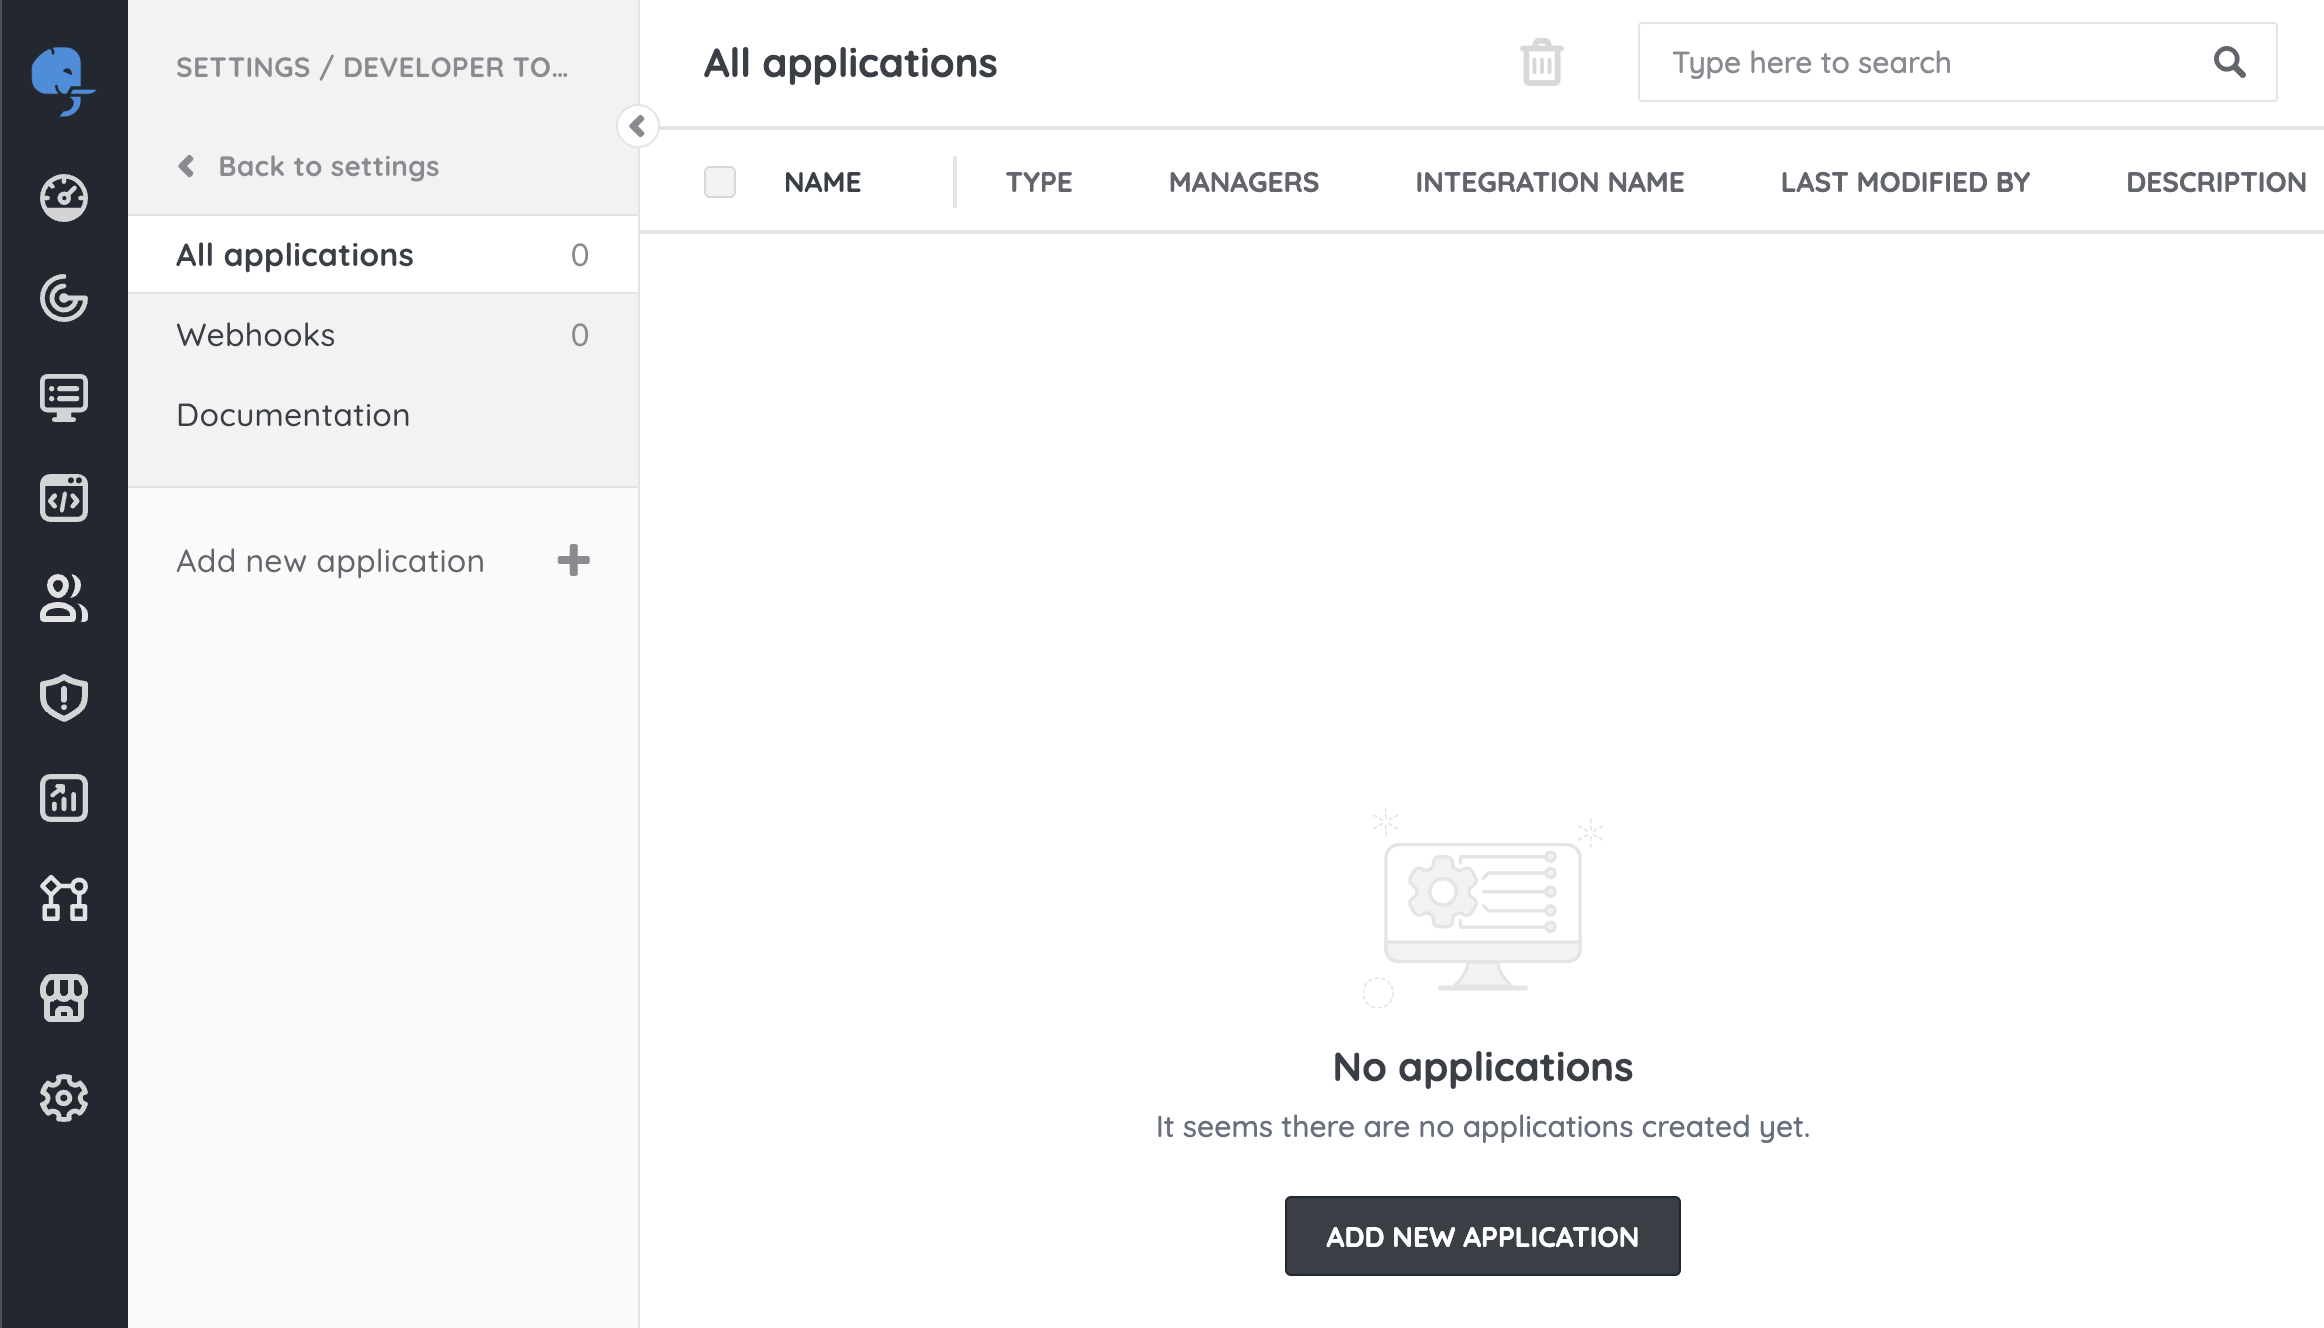 SETTINGS / DEVELOPER TO...
Back to settings
All applications 0
Webhooks 0
Documentation
Add new application
All applications
Type here to search
NAME TYPE MANAGERS INTEGRATION NAME LAST MODIFIED BY DESCRIPTION
No applications
It seems there are no applications created yet.
ADD NEW APPLICATION